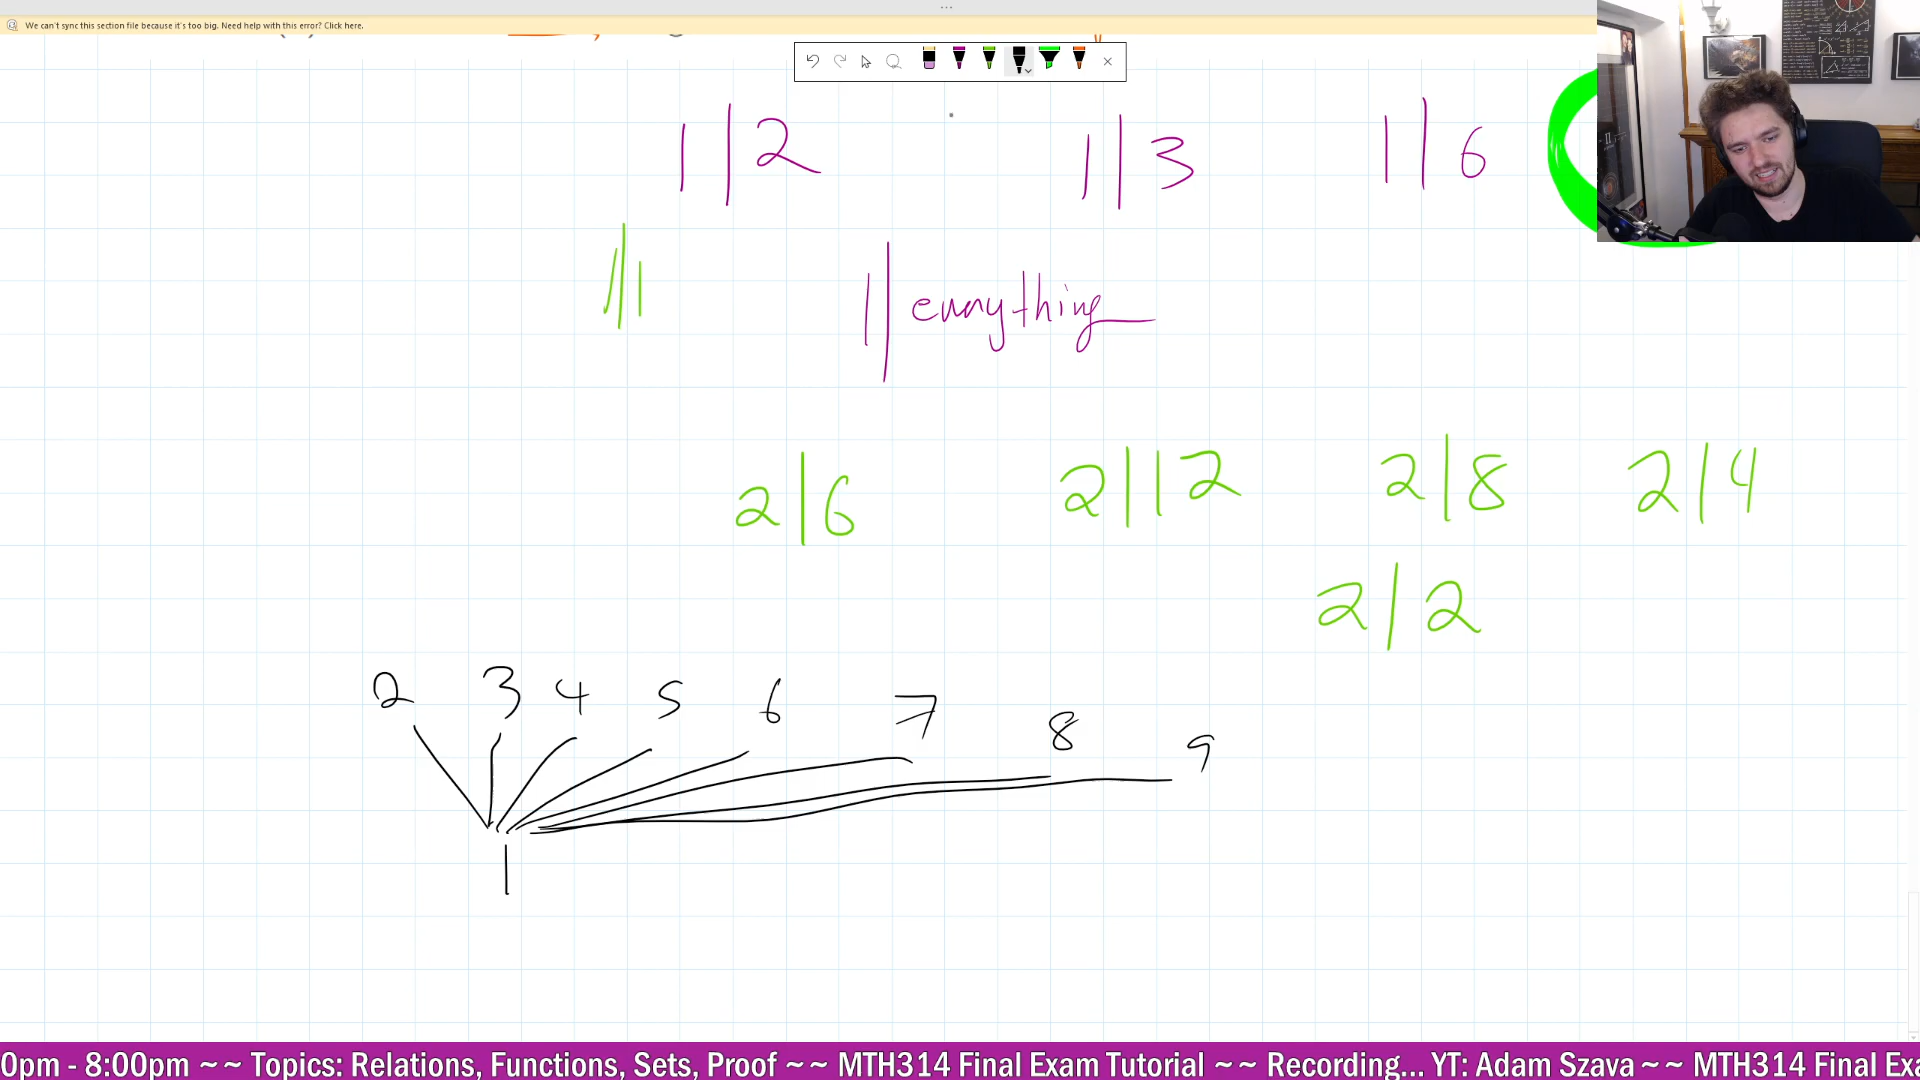 We can't sync this section file because it's too big. Need help with this error? Click here.
1|2 1|3 1|6
1|1 1|everything
2|6 2|12 2|8 2|4
2|2
2 3 4 5 6 7 8 9
1
0pm - 8:00pm ~~ Topics: Relations, Functions, Sets, Proof ~~ MTH314 Final Exam Tutorial ~~ Recording... YT: Adam Szava ~~ MTH314 Final Exa